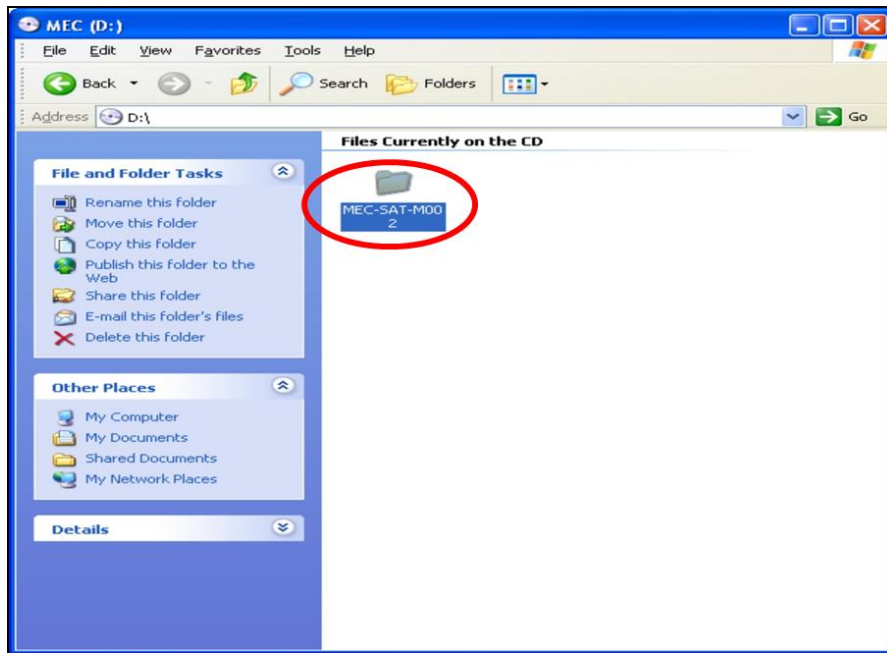 MEC (D:)
File Edit View Favorites Tools Help
Back Search Folders
Address D:\ Go
Files Currently on the CD
File and Folder Tasks
Rename this folder
Move this folder
Copy this folder
Publish this folder to the
Web
Share this folder
E-mail this folder's files
Delete this folder
MEC-SAT-M00
2
Other Places
My Computer
My Documents
Shared Documents
My Network Places
Details